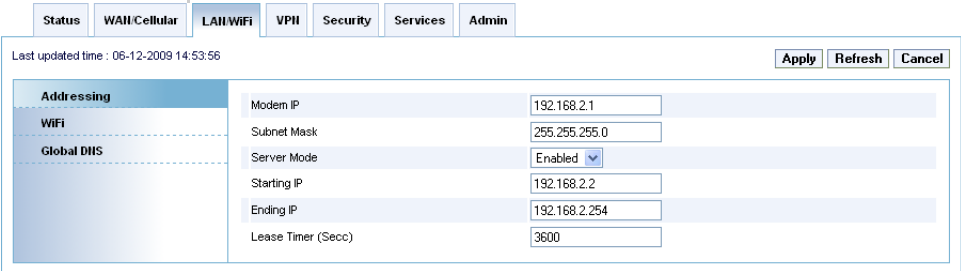 Status WAN/Cellular LAN/WiFi VPN Security Services Admin
Last updated time : 06-12-2009 14:53:56 Apply Refresh Cancel
Addressing
WiFi
Global DNS
Modem IP 192.168.2.1
Subnet Mask 255.255.255.0
Server Mode Enabled
Starting IP 192.168.2.2
Ending IP 192.168.2.254
Lease Timer (Secc) 3600